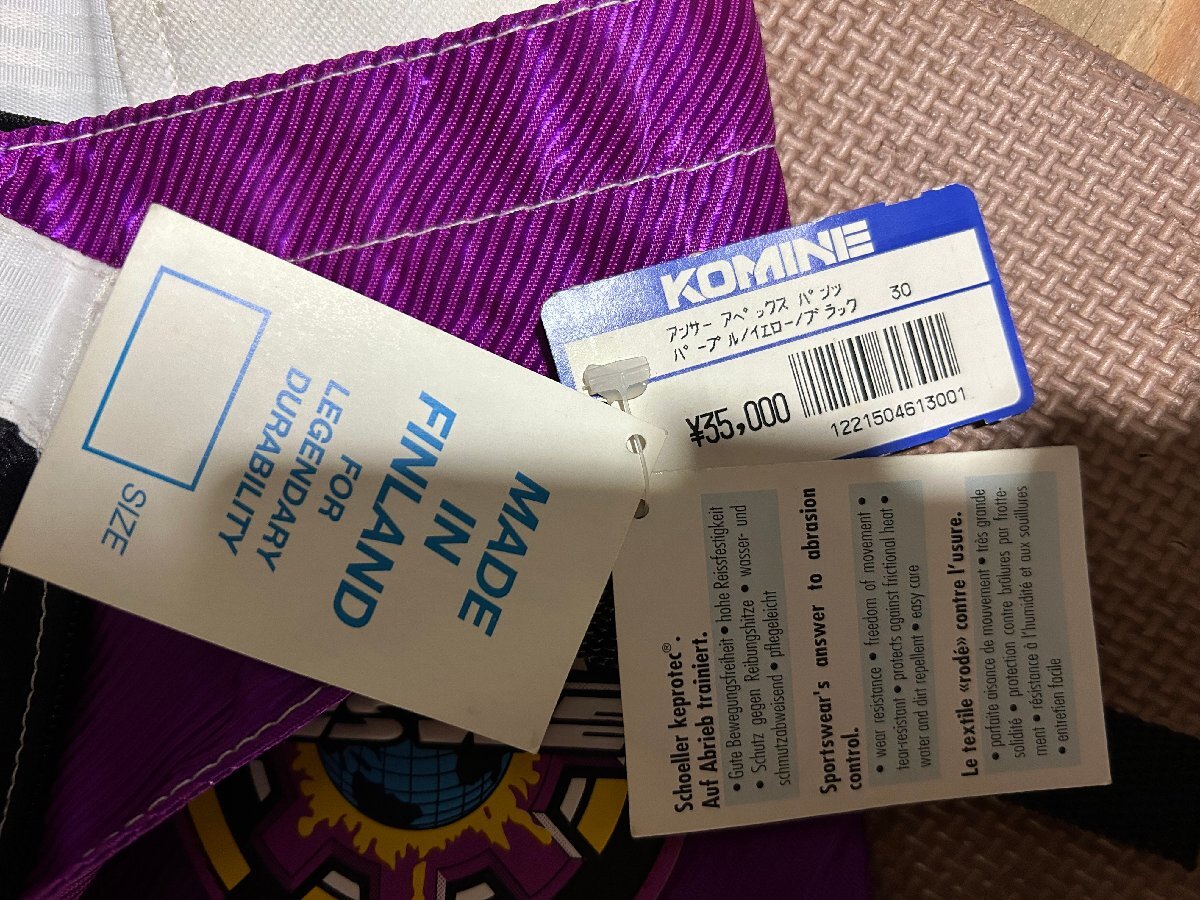 KOMINE
アンサー アペックス パンツ 30
パープル/イエロー/ブラック
¥35,000
1221504613001
MADE
IN
FINLAND
FOR
LEGENDARY
DURABILITY
SIZE
Schoeller keprotec®.
Auf Abrieb trainiert.
• Gute Bewegungsfreiheit • hohe Reissfestigkeit
• Schutz gegen Reibungshitze • wasser- und
schmutzabweisend • pflegeleicht
Sportswear's answer to abrasion
control.
• wear resistance • freedom of movement •
tear-resistant • protects against frictional heat •
water and dirt repellent • easy care
Le textile «rodé» contre l'usure.
• parfaite aisance de mouvement • très grande
solidité • protection contre brûlures par frotte-
ment • résistance à l'humidité et aux souillures
• entretien facile